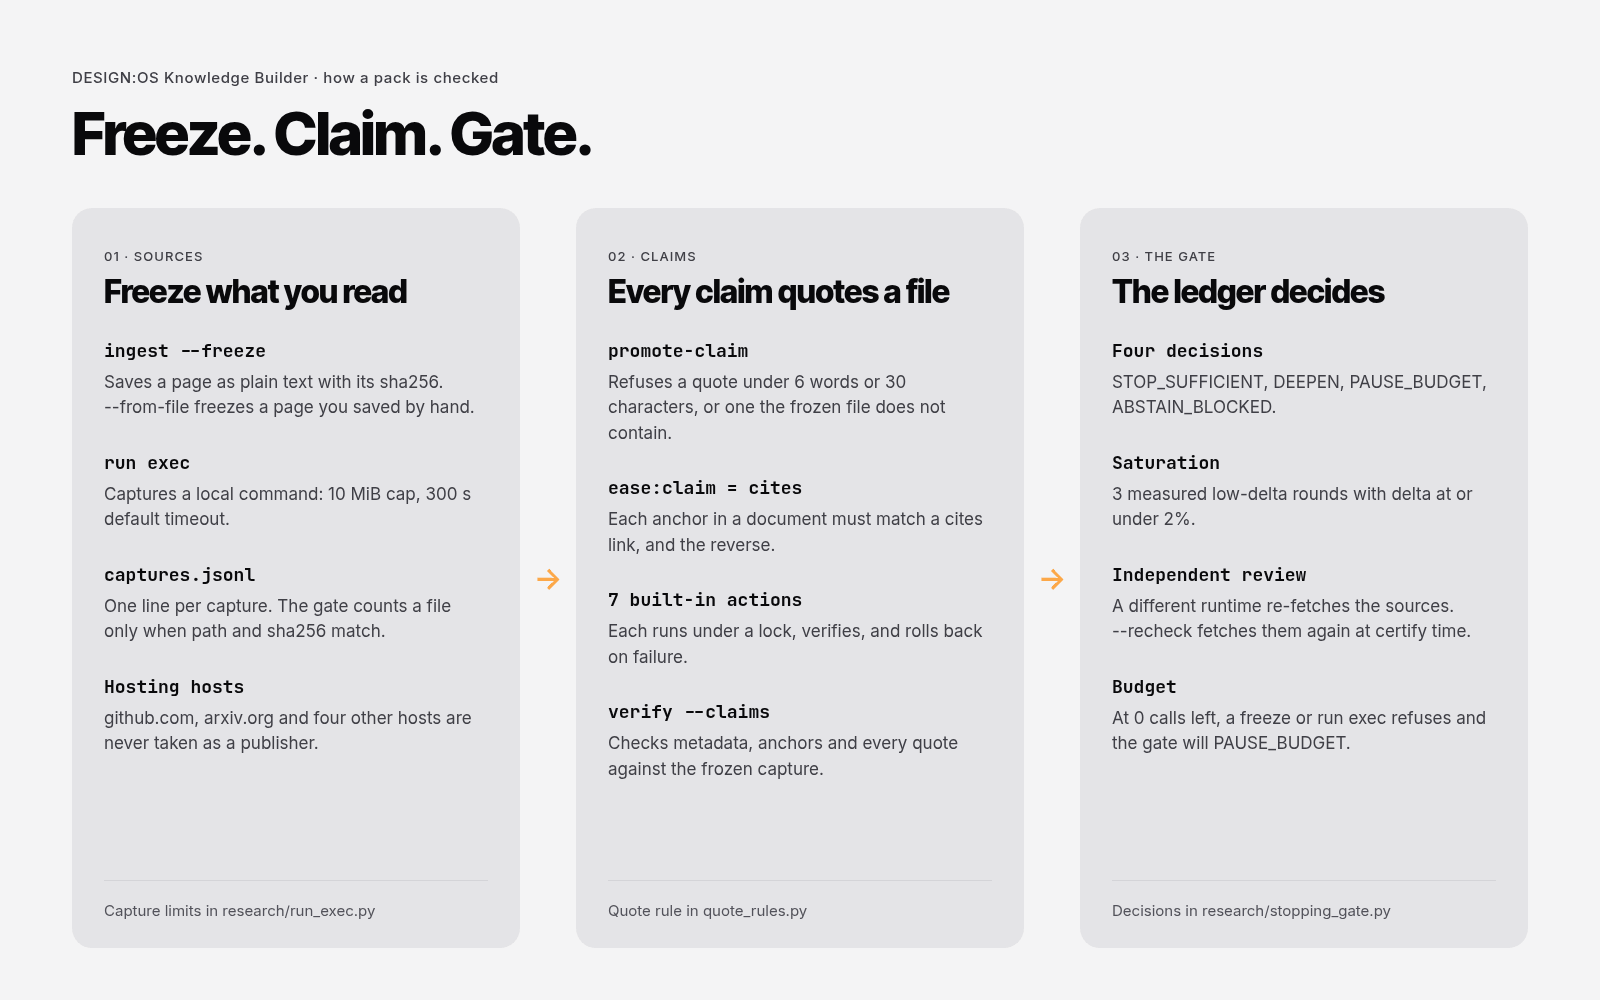 DESIGN:OS Knowledge Builder · how a pack is checked
Freeze. Claim. Gate.
01 · SOURCES
Freeze what you read
ingest --freeze
Saves a page as plain text with its sha256.
--from-file freezes a page you saved by hand.
run exec
Captures a local command: 10 MiB cap, 300 s
default timeout.
captures.jsonl
One line per capture. The gate counts a file
only when path and sha256 match.
Hosting hosts
github.com, arxiv.org and four other hosts are
never taken as a publisher.
Capture limits in research/run_exec.py
→
02 · CLAIMS
Every claim quotes a file
promote-claim
Refuses a quote under 6 words or 30
characters, or one the frozen file does not
contain.
ease:claim = cites
Each anchor in a document must match a cites
link, and the reverse.
7 built-in actions
Each runs under a lock, verifies, and rolls back
on failure.
verify --claims
Checks metadata, anchors and every quote
against the frozen capture.
Quote rule in quote_rules.py
→
03 · THE GATE
The ledger decides
Four decisions
STOP_SUFFICIENT, DEEPEN, PAUSE_BUDGET,
ABSTAIN_BLOCKED.
Saturation
3 measured low-delta rounds with delta at or
under 2%.
Independent review
A different runtime re-fetches the sources.
--recheck fetches them again at certify time.
Budget
At 0 calls left, a freeze or run exec refuses and
the gate will PAUSE_BUDGET.
Decisions in research/stopping_gate.py